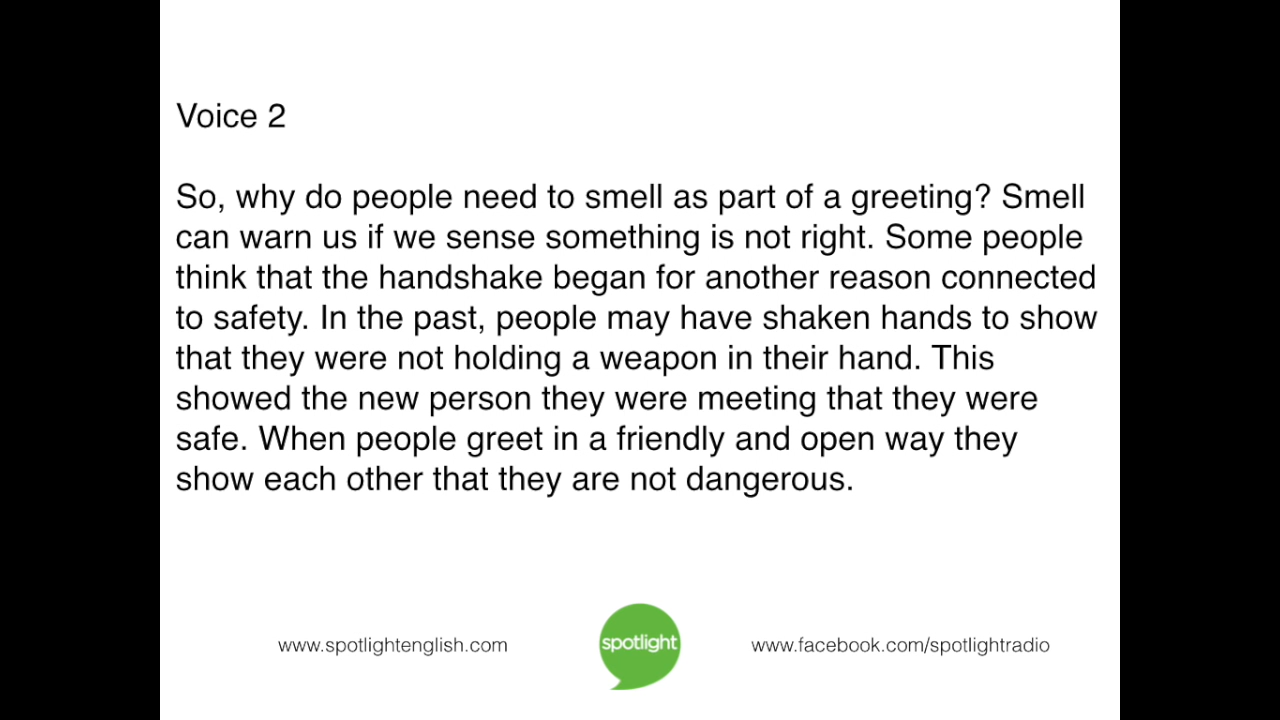 Voice 2
So, why do people need to smell as part of a greeting? Smell
can warn us if we sense something is not right. Some people
think that the handshake began for another reason connected
to safety. In the past, people may have shaken hands to show
that they were not holding a weapon in their hand. This
showed the new person they were meeting that they were
safe. When people greet in a friendly and open way they
show each other that they are not dangerous.
www.spotlightenglish.com
spotlight
www.facebook.com/spotlightradio